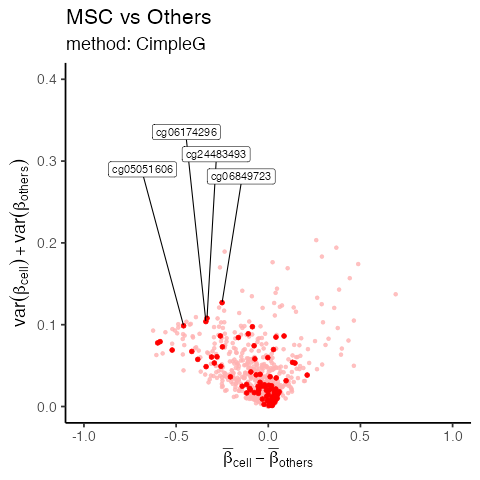 MSC vs Others
method: CimpleG
0.4
0.3
0.2
0.1
0.0
var(βcell) + var(βothers)
cg06174296
cg24483493
cg05051606
cg06849723
-1.0
-0.5
0.0
0.5
1.0
β̅cell − β̅others